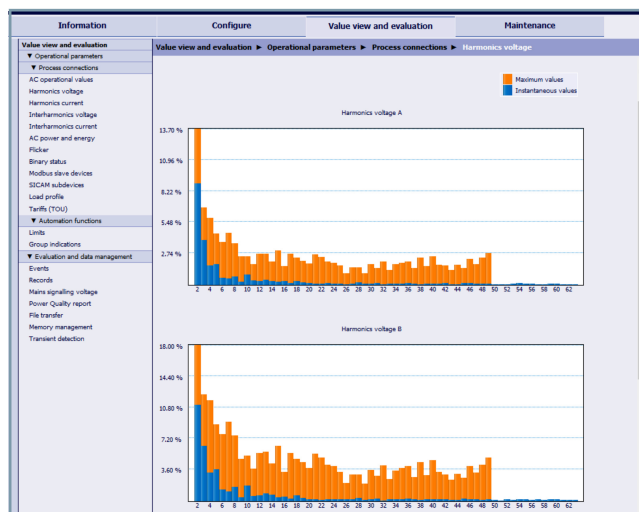 Information Configure Value view and evaluation Maintenance
Value view and evaluation
▼ Operational parameters
▼ Process connections
AC operational values
Harmonics voltage
Harmonics current
Interharmonics voltage
Interharmonics current
AC power and energy
Flicker
Binary status
Modbus slave devices
SICAM subdevices
Load profile
Tariffs (TOU)
▼ Automation functions
Limits
Group indications
▼ Evaluation and data management
Events
Records
Mains signalling voltage
Power Quality report
File transfer
Memory management
Transient detection
Value view and evaluation ► Operational parameters ► Process connections ► Harmonics voltage
Maximum values
Instantaneous values
Harmonics voltage A
13.70 %
10.96 %
8.22 %
5.48 %
2.74 %
2 4 6 8 10 12 14 16 18 20 22 24 26 28 30 32 34 36 38 40 42 44 46 48 50 52 54 56 58 60 62
Harmonics voltage B
18.00 %
14.40 %
10.80 %
7.20 %
3.60 %
2 4 6 8 10 12 14 16 18 20 22 24 26 28 30 32 34 36 38 40 42 44 46 48 50 52 54 56 58 60 62